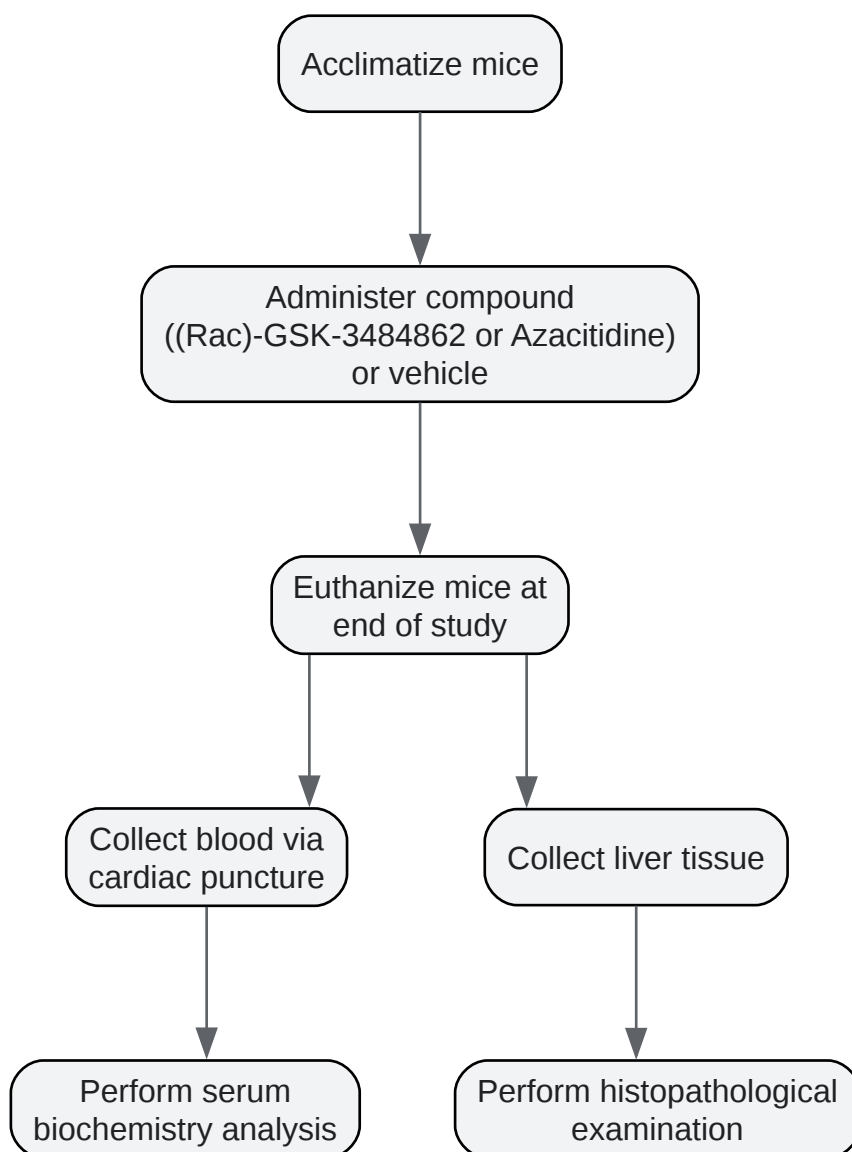 Acclimatize mice
Administer compound
((Rac)-GSK-3484862 or Azacitidine)
or vehicle
Euthanize mice at
end of study
Collect blood via
cardiac puncture
Collect liver tissue
Perform serum
biochemistry analysis
Perform histopathological
examination